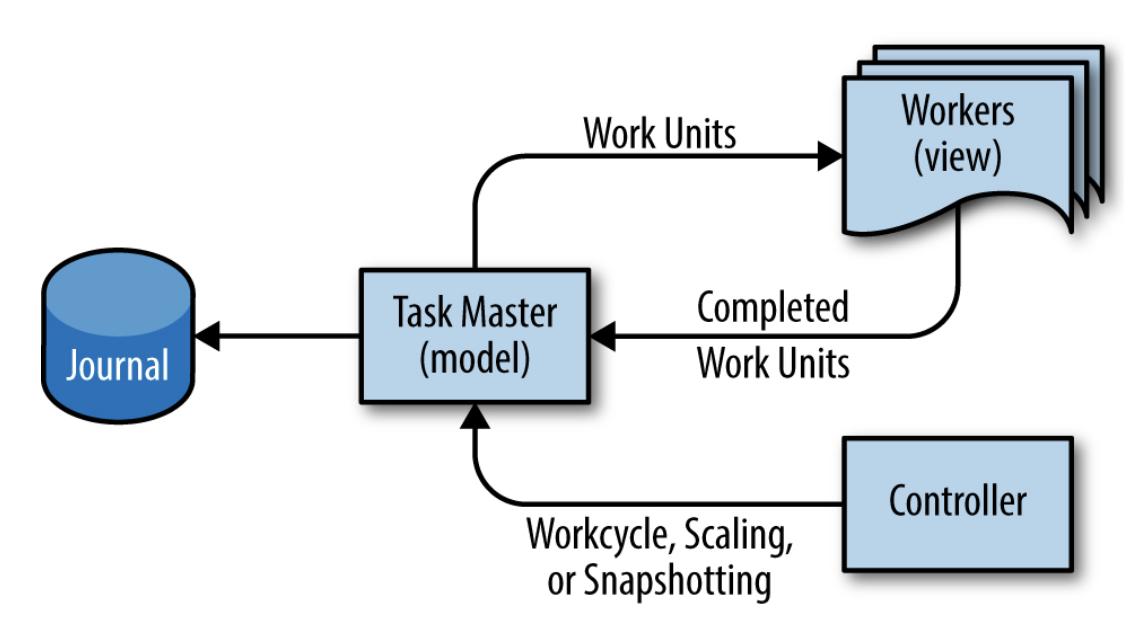 Work Units
Workers
(view)
Task Master
(model)
Completed
Work Units
Journal
Controller
Workcycle, Scaling,
or Snapshotting